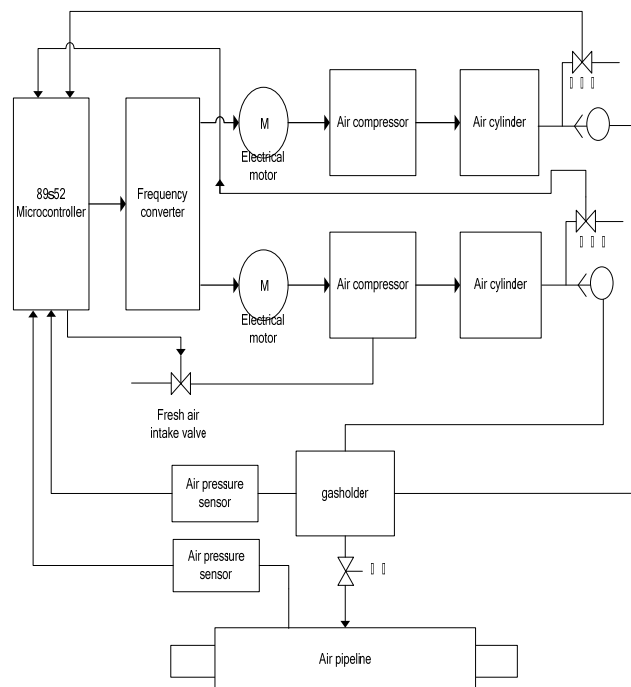 M
Electrical
motor
Air compressor
Air cylinder
89s52
Microcontroller
Frequency
converter
M
Electrical
motor
Air compressor
Air cylinder
Fresh air
intake valve
Air pressure
sensor
gasholder
Air pressure
sensor
Air pipeline